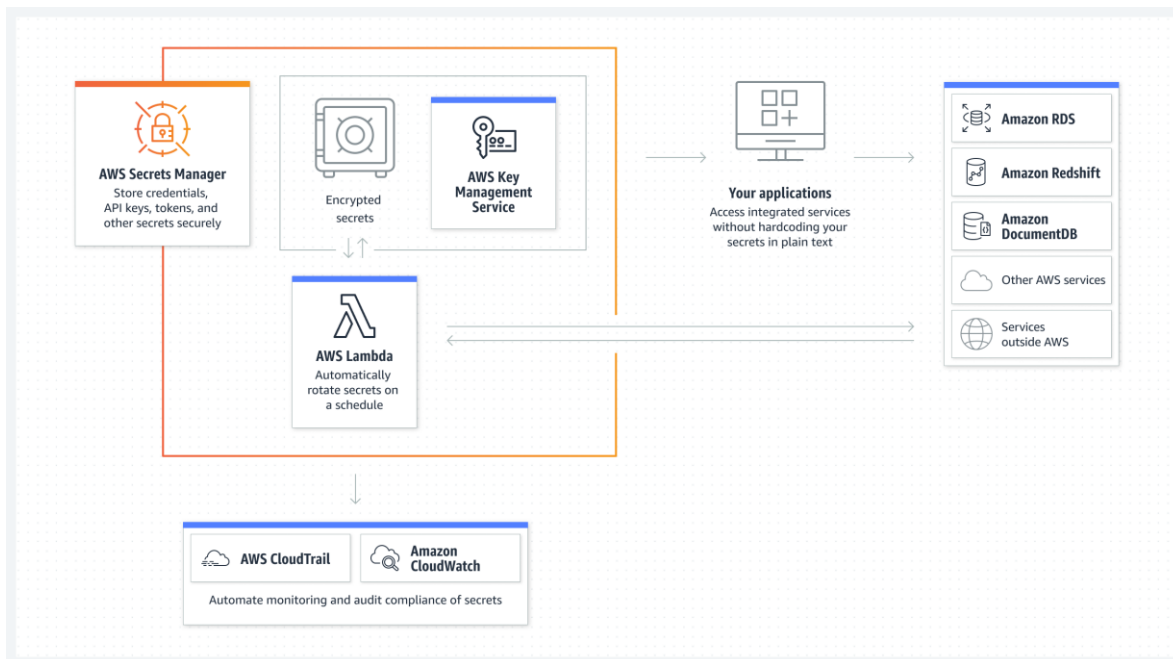 AWS Secrets Manager
Store credentials,
API keys, tokens, and
other secrets securely
Encrypted
secrets
AWS Key
Management
Service
AWS Lambda
Automatically
rotate secrets on
a schedule
Your applications
Access integrated services
without hardcoding your
secrets in plain text
Amazon RDS
Amazon Redshift
Amazon
DocumentDB
Other AWS services
Services
outside AWS
AWS CloudTrail
Amazon
CloudWatch
Automate monitoring and audit compliance of secrets